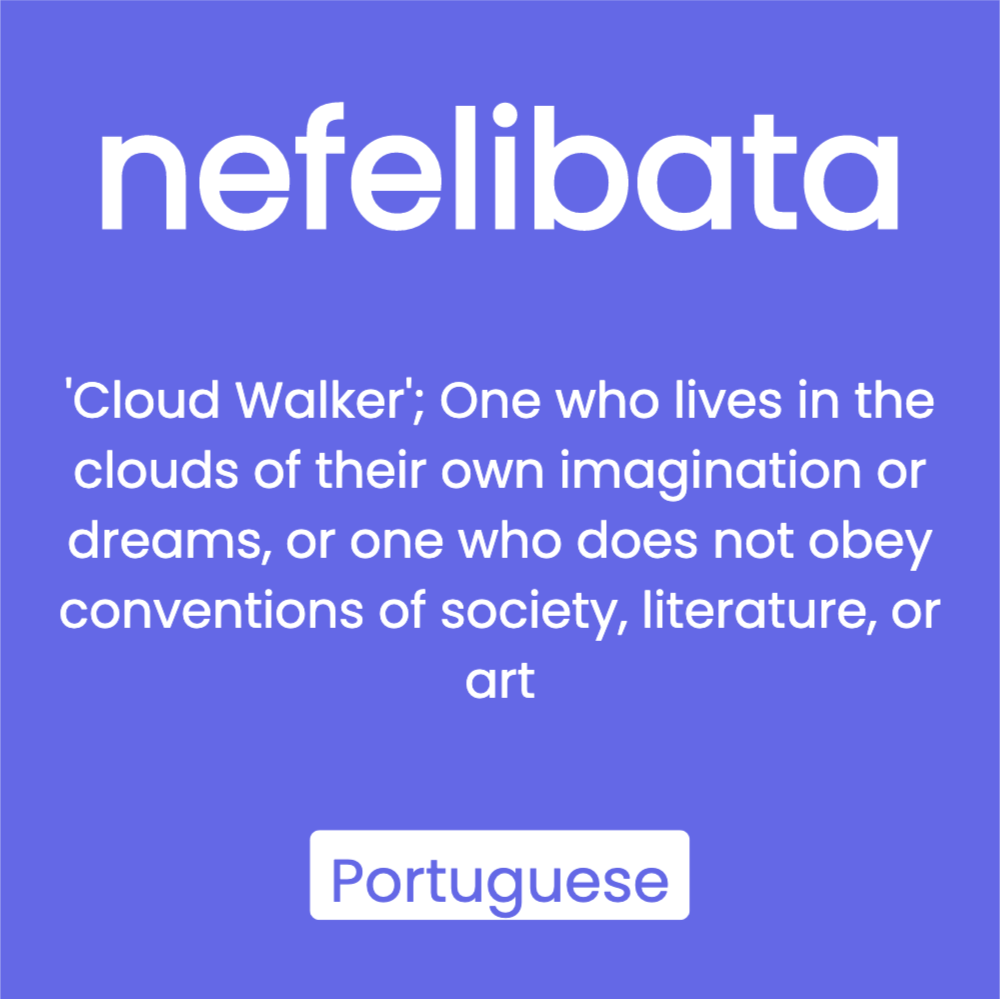 nefelibata
'Cloud Walker'; One who lives in the
clouds of their own imagination or
dreams, or one who does not obey
conventions of society, literature, or
art
Portuguese